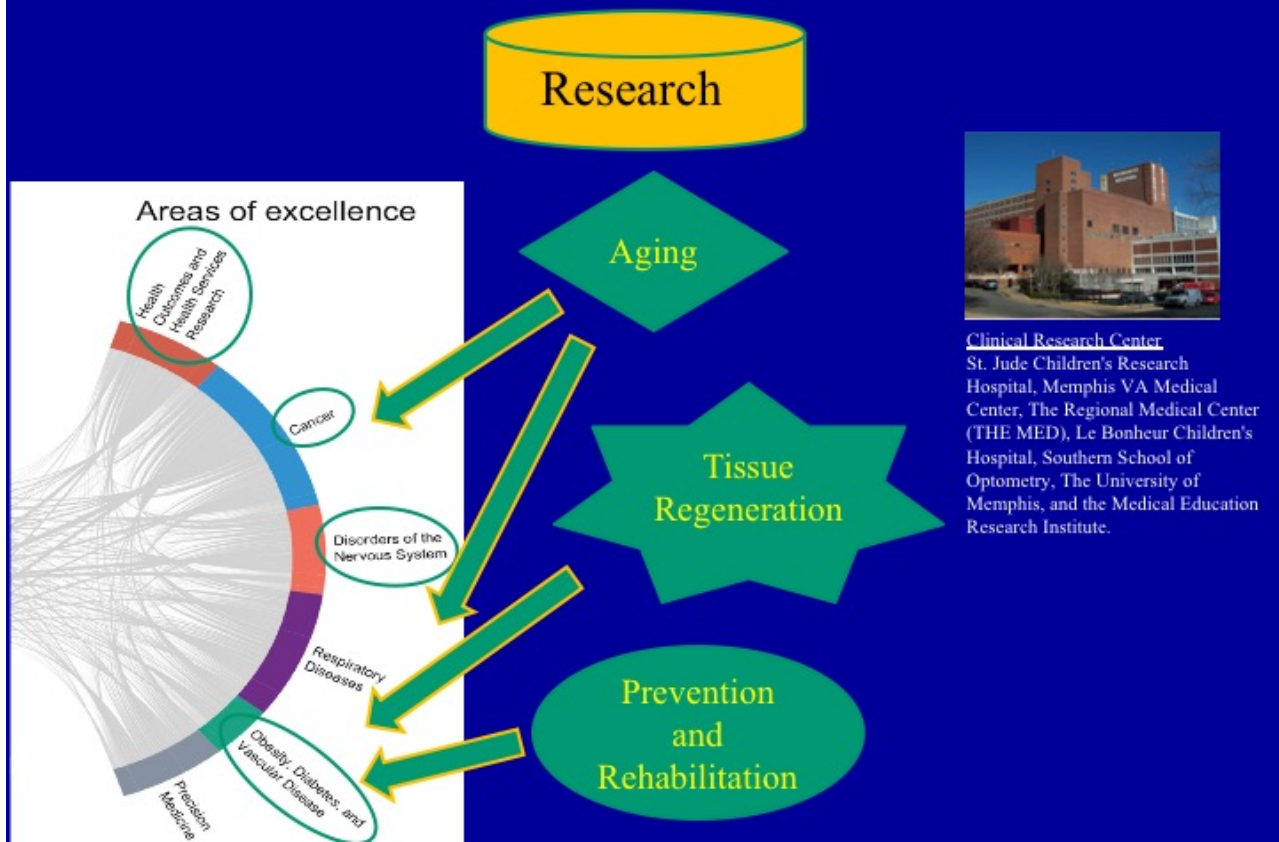 Research
Areas of excellence
Health
Outcomes and
Health Services
Research
Cancer
Disorders of the
Nervous System
Respiratory
Diseases
Obesity, Diabetes, and
Vascular Disease
Precision
Medicine
Aging
Tissue
Regeneration
Prevention
and
Rehabilitation
Clinical Research Center
St. Jude Children's Research
Hospital, Memphis VA Medical
Center, The Regional Medical Center
(THE MED), Le Bonheur Children's
Hospital, Southern School of
Optometry, The University of
Memphis, and the Medical Education
Research Institute.